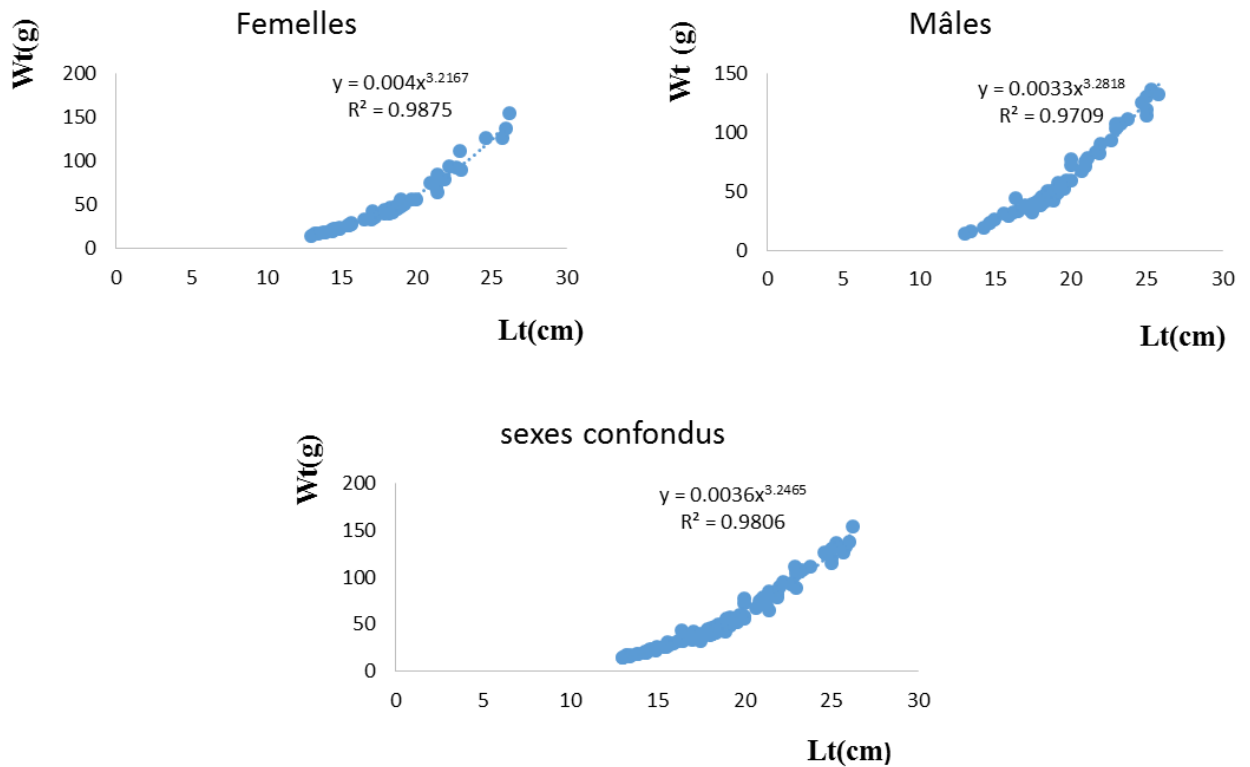 Femelles
Wt(g)
y = 0.004x^3.2167
R² = 0.9875
200
150
100
50
0
0 5 10 15 20 25 30
Lt(cm)
Mâles
Wt (g)
y = 0.0033x^3.2818
R² = 0.9709
150
100
50
0
0 5 10 15 20 25 30
Lt(cm)
sexes confondus
Wt(g)
y = 0.0036x^3.2465
R² = 0.9806
200
150
100
50
0
0 5 10 15 20 25 30
Lt(cm)